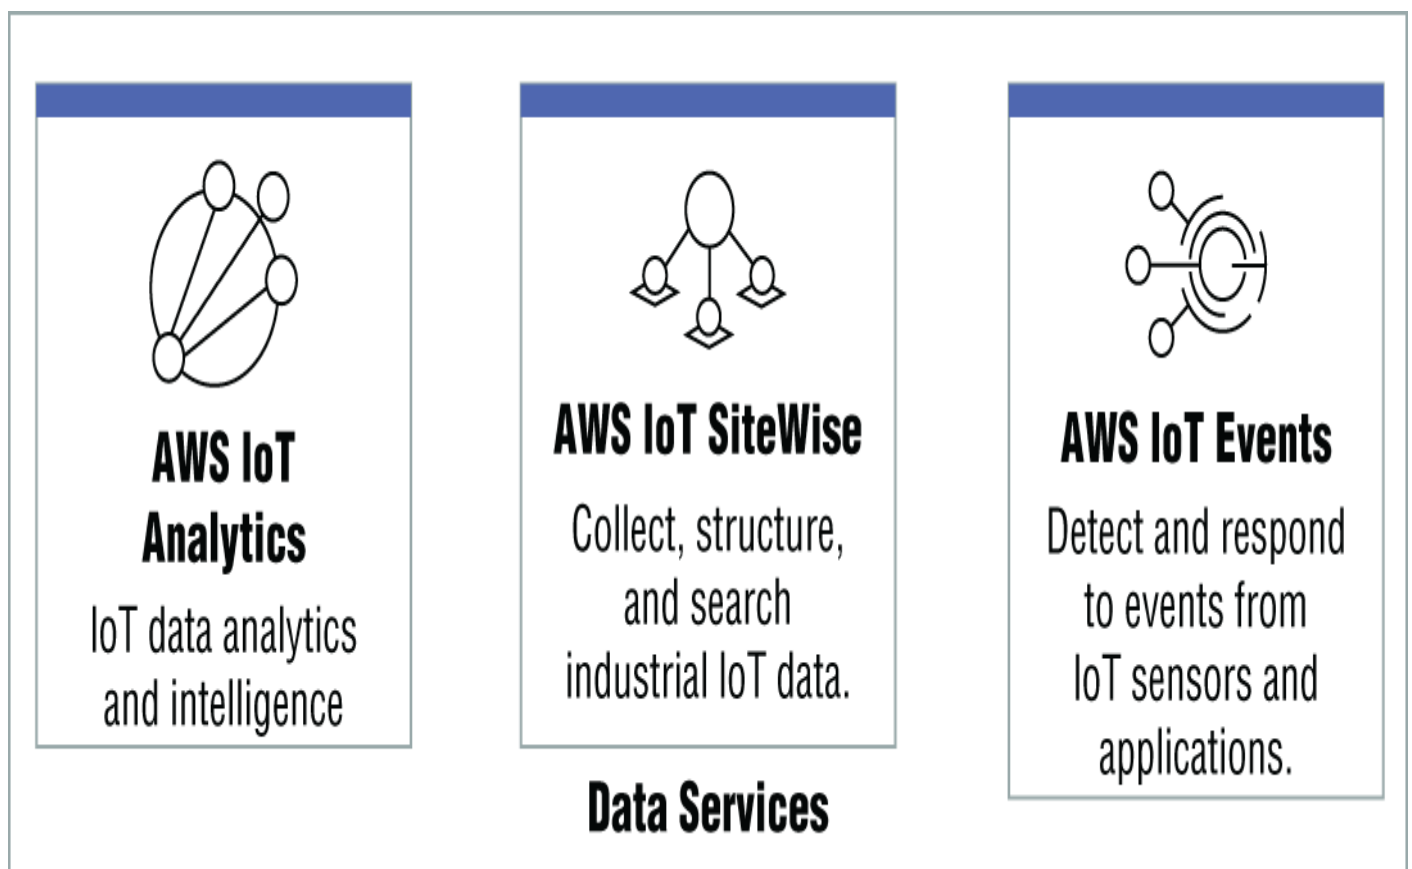 AWS IoT
Analytics
IoT data analytics
and intelligence
AWS IoT SiteWise
Collect, structure,
and search
industrial IoT data.
AWS IoT Events
Detect and respond
to events from
IoT sensors and
applications.
Data Services